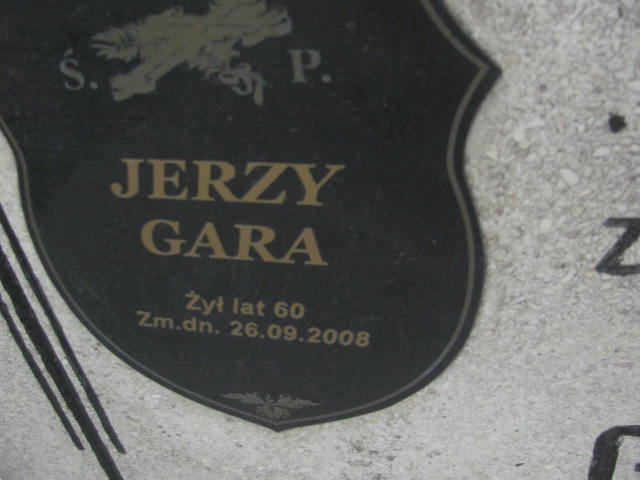 Ś. P.
JERZY
GARA
Żył lat 60
Zm.dn. 26.09.2008
Z